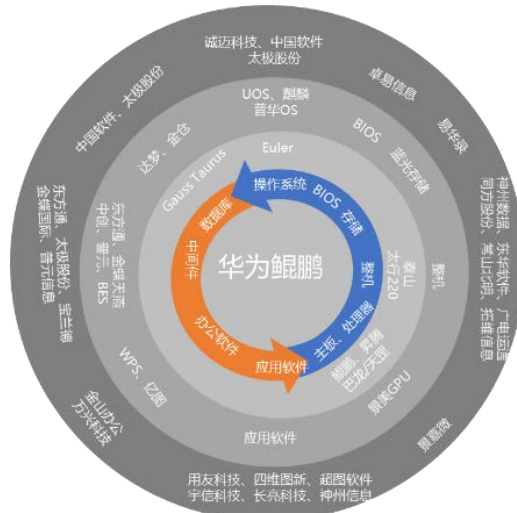 诚迈科技、中国软件
太极股份
卓易信息
易华录
神州数据、东华软件、广电运通
同方股份、常山北明、拓维信息
景嘉微
用友科技、四维图新、超图软件
宇信科技、长亮科技、神州信息
金山办公
万兴科技
东方通、太极股份、宝兰德
金蝶国际、普元信息
中国软件、太极股份
UOS、麒麟
普华OS
BIOS
蓝光存储
整机
景美GPU
应用软件
WPS、亿图
东方通、金蝶天燕
中创、普元、BES
达梦、金仓
Euler
泰山
太行220
鲲鹏、昇腾
巴龙/天罡
Gauss Taurus
操作系统
BIOS
存储
整机
主板、处理器
应用软件
办公软件
中间件
数据库
华为鲲鹏